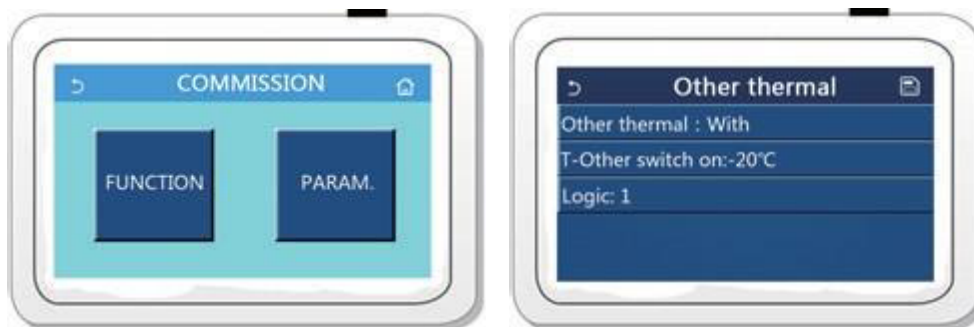 COMMISSION
FUNCTION
PARAM.
Other thermal
Other thermal : With
T-Other switch on:-20℃
Logic: 1